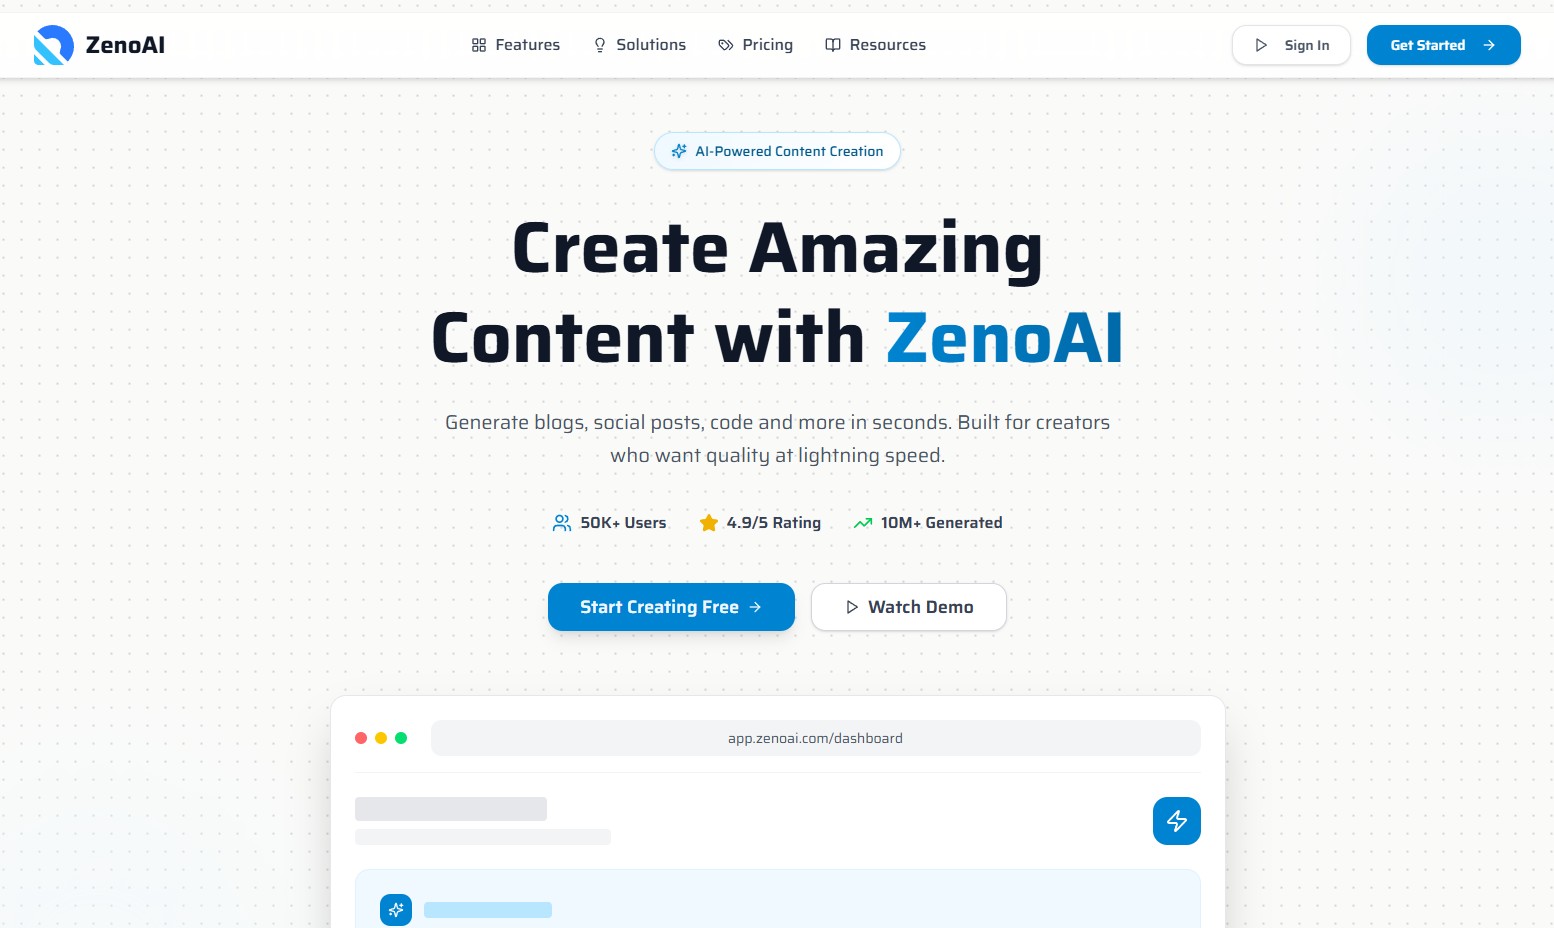 ZenoAI
Features
Solutions
Pricing
Resources
Sign In
Get Started
AI-Powered Content Creation
Create Amazing
Content with ZenoAI
Generate blogs, social posts, code and more in seconds. Built for creators
who want quality at lightning speed.
50K+ Users
4.9/5 Rating
10M+ Generated
Start Creating Free
Watch Demo
app.zenoai.com/dashboard